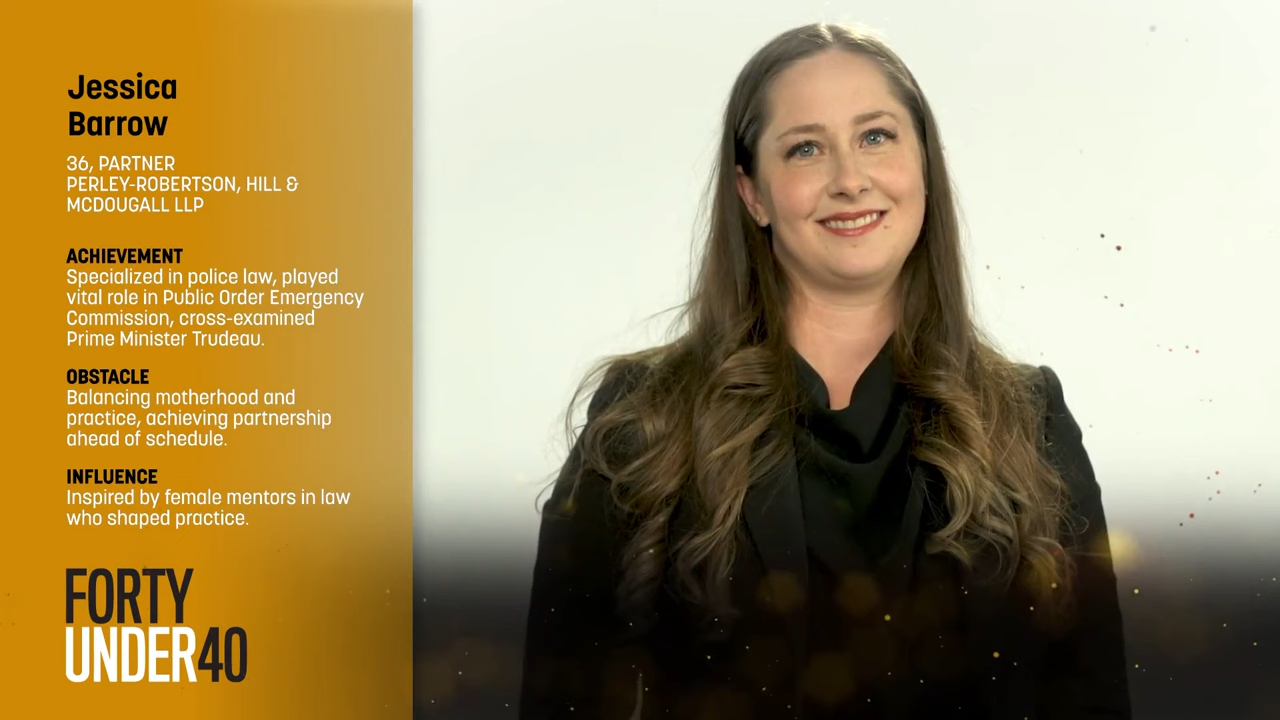 Jessica
Barrow
36, PARTNER
PERLEY-ROBERTSON, HILL &
MCDOUGALL LLP
ACHIEVEMENT
Specialized in police law, played
vital role in Public Order Emergency
Commission, cross-examined
Prime Minister Trudeau.
OBSTACLE
Balancing motherhood and
practice, achieving partnership
ahead of schedule.
INFLUENCE
Inspired by female mentors in law
who shaped practice.
FORTY
UNDER40